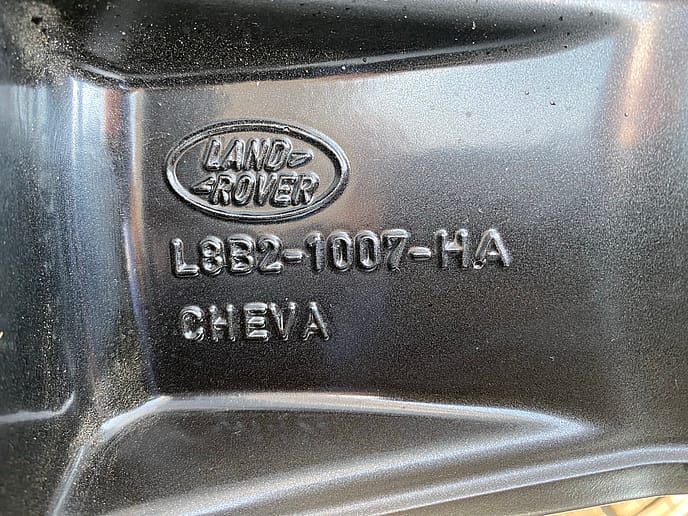 LAND
ROVER
L8B2-1007-HA
CHEVA